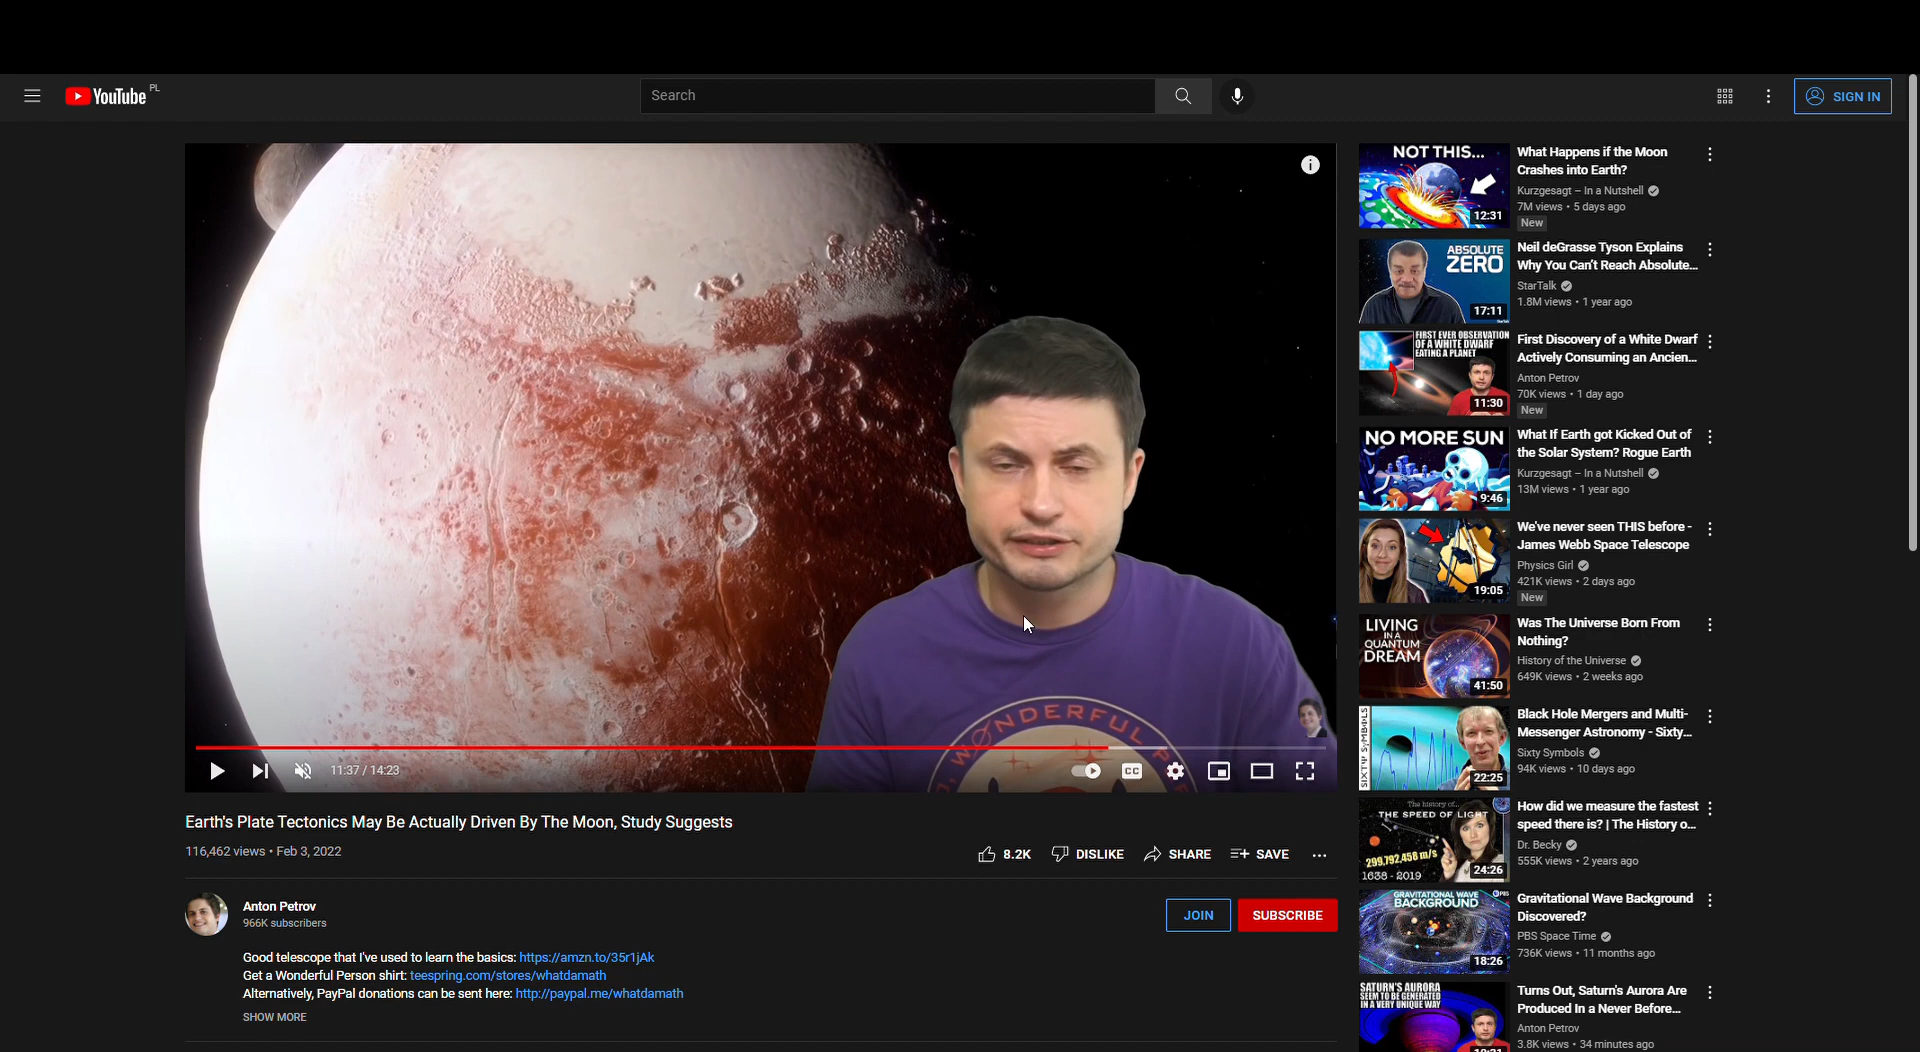 YouTube PL
Search
SIGN IN
WONDERFUL
11:37 / 14:23
CC
Earth's Plate Tectonics May Be Actually Driven By The Moon, Study Suggests
116,462 views • Feb 3, 2022
8.2K
DISLIKE
SHARE
SAVE
Anton Petrov
966K subscribers
JOIN
SUBSCRIBE
Good telescope that I've used to learn the basics: https://amzn.to/35r1jAk
Get a Wonderful Person shirt: teespring.com/stores/whatdamath
Alternatively, PayPal donations can be sent here: http://paypal.me/whatdamath
SHOW MORE
NOT THIS...
12:31
What Happens if the Moon
Crashes into Earth?
Kurzgesagt – In a Nutshell
7M views • 5 days ago
New
ABSOLUTE
ZERO
17:11
Neil deGrasse Tyson Explains
Why You Can't Reach Absolute...
StarTalk
1.8M views • 1 year ago
FIRST EVER OBSERVATION
OF A WHITE DWARF
EATING A PLANET
11:30
First Discovery of a White Dwarf
Actively Consuming an Ancien...
Anton Petrov
70K views • 1 day ago
New
NO MORE SUN
9:46
What If Earth got Kicked Out of
the Solar System? Rogue Earth
Kurzgesagt – In a Nutshell
13M views • 1 year ago
19:05
We've never seen THIS before -
James Webb Space Telescope
Physics Girl
421K views • 2 days ago
New
LIVING
IN A
QUANTUM
DREAM
41:50
Was The Universe Born From
Nothing?
History of the Universe
649K views • 2 weeks ago
SIXTY SYMBOLS
22:25
Black Hole Mergers and Multi-
Messenger Astronomy - Sixty...
Sixty Symbols
94K views • 10 days ago
The history of...
THE SPEED OF LIGHT
299,792,458 m/s
1638 - 2019
24:26
How did we measure the fastest
speed there is? | The History o...
Dr. Becky
555K views • 2 years ago
GRAVITATIONAL WAVE
BACKGROUND
PBS
18:26
Gravitational Wave Background
Discovered?
PBS Space Time
736K views • 11 months ago
SATURN'S AURORA
SEEM TO BE GENERATED
IN A VERY UNIQUE WAY
Turns Out, Saturn's Aurora Are
Produced In a Never Before...
Anton Petrov
3.8K views • 34 minutes ago